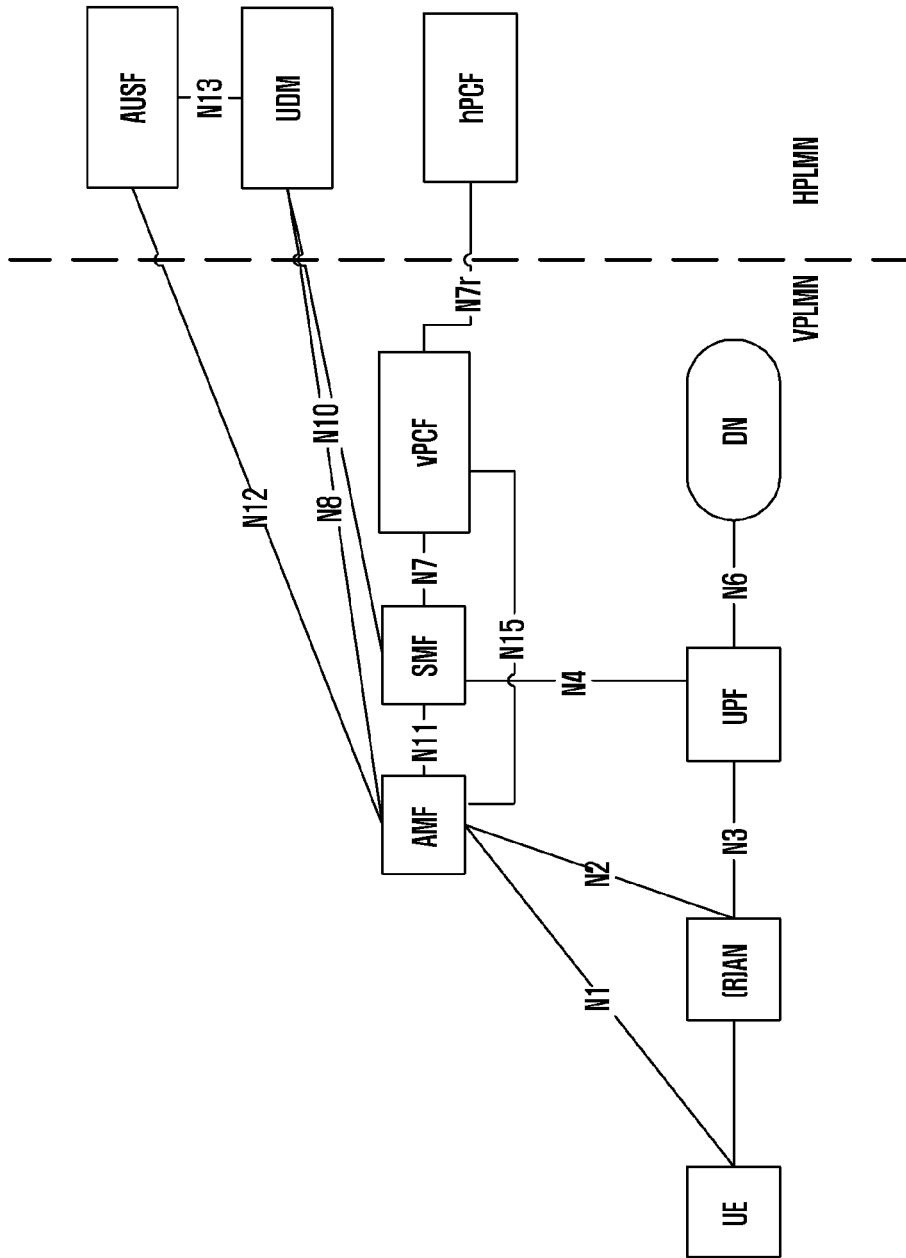 AUSF
N13
UDM
hPCF
HPLMN
VPLMN
N7r
N12
N8
N10
vPCF
DN
N7
N15
N6
SMF
N4
UPF
N11
AMF
N2
N3
N1
(R)AN
UE